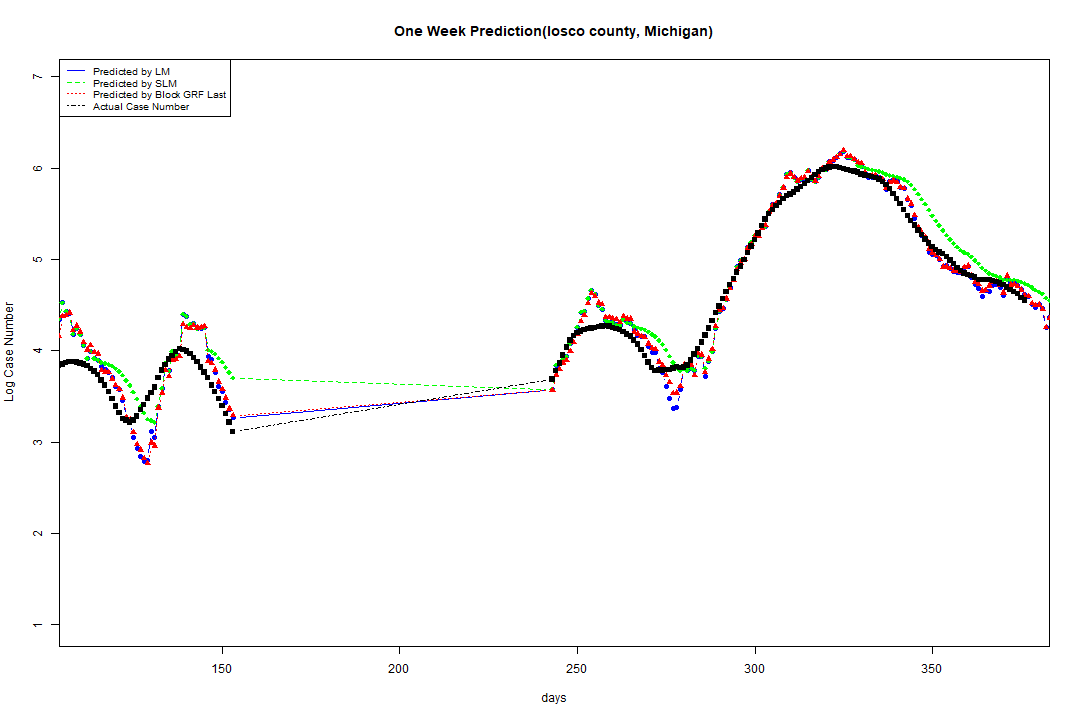 One Week Prediction(Iosco county, Michigan)
Predicted by LM
Predicted by SLM
Predicted by Block GRF Last
Actual Case Number
7
6
5
4
3
2
1
Log Case Number
150 200 250 300 350
days